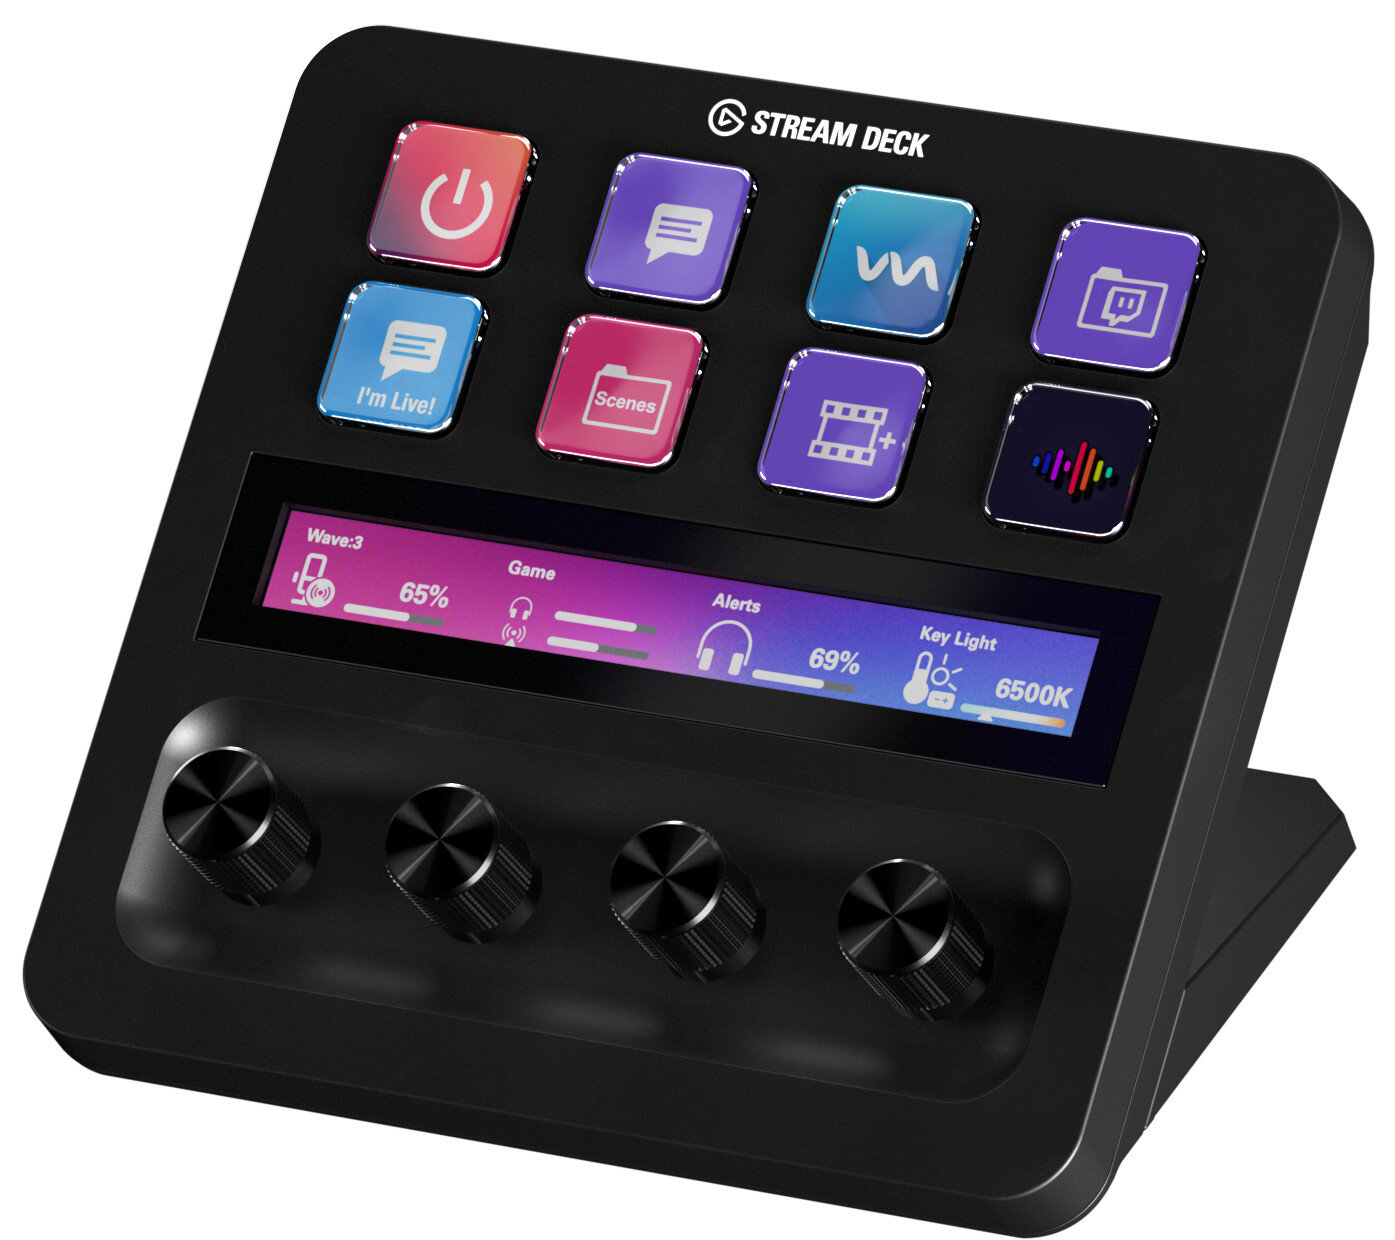 STREAM DECK
I'm Live!
Scenes
Wave:3
65%
Game
Alerts
69%
Key Light
6500K